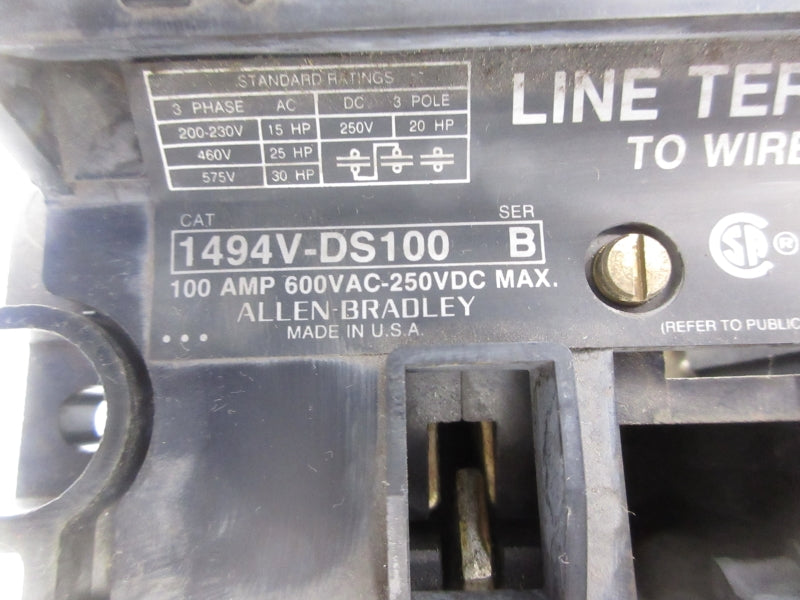 STANDARD RATINGS
3 PHASE AC DC 3 POLE
200-230V 15 HP 250V 20 HP
460V 25 HP
575V 30 HP
LINE TER
TO WIRE
CAT SER
1494V-DS100 B
100 AMP 600VAC-250VDC MAX.
ALLEN-BRADLEY
MADE IN U.S.A.
SA ®
(REFER TO PUBLIC